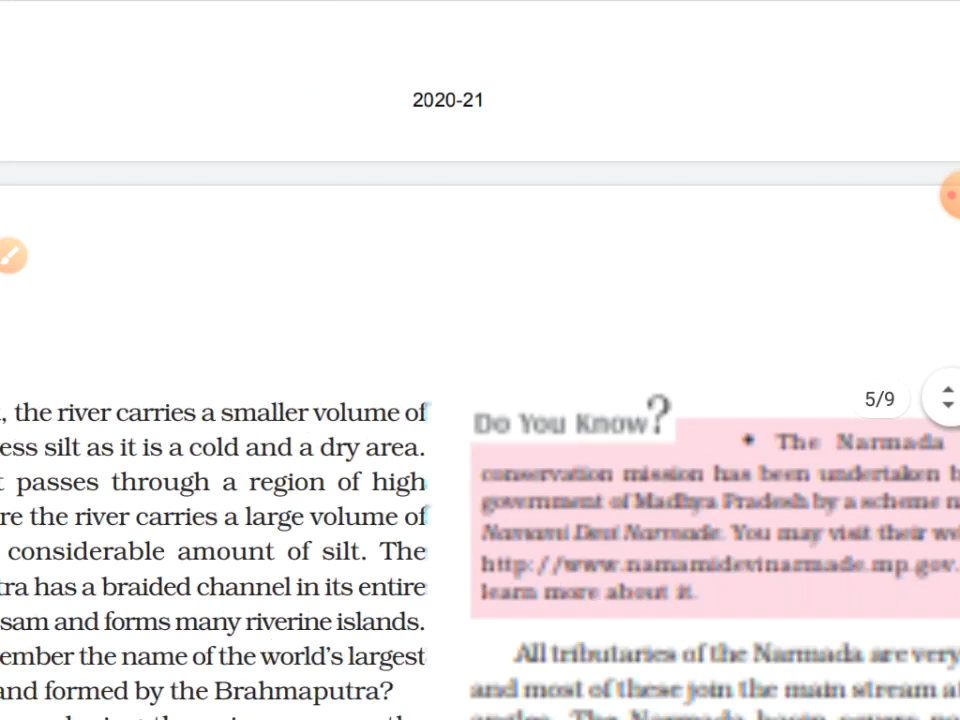 2020-21
5/9
, the river carries a smaller volume of
ess silt as it is a cold and a dry area.
t passes through a region of high
re the river carries a large volume of
considerable amount of silt. The
tra has a braided channel in its entire
sam and forms many riverine islands.
ember the name of the world's largest
and formed by the Brahmaputra?
Do You Know?
• The Narmada
conservation mission has been undertaken b
government of Madhya Pradesh by a scheme n
Namami Devi Narmade. You may visit their we
http://www.namamidevinarmade.mp.gov.
learn more about it.
All tributaries of the Narmada are very
and most of these join the main stream at
angles. The Narmada basin covers